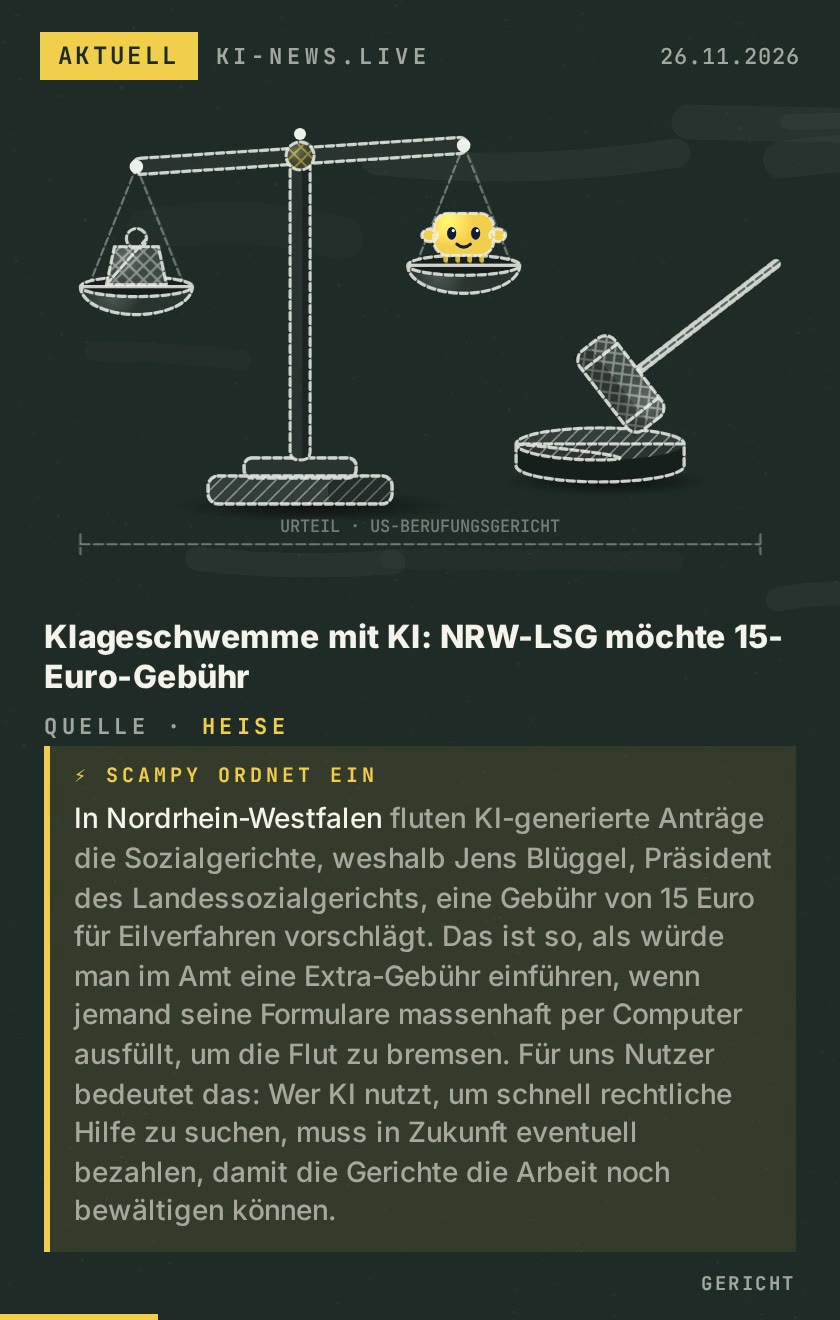 AKTUELL KI-NEWS.LIVE 26.11.2026
URTEIL · US-BERUFUNGSGERICHT
Klageschwemme mit KI: NRW-LSG möchte 15-
Euro-Gebühr
QUELLE · HEISE
⚡ SCAMPY ORDNET EIN
In Nordrhein-Westfalen fluten KI-generierte Anträge
die Sozialgerichte, weshalb Jens Blüggel, Präsident
des Landessozialgerichts, eine Gebühr von 15 Euro
für Eilverfahren vorschlägt. Das ist so, als würde
man im Amt eine Extra-Gebühr einführen, wenn
jemand seine Formulare massenhaft per Computer
ausfüllt, um die Flut zu bremsen. Für uns Nutzer
bedeutet das: Wer KI nutzt, um schnell rechtliche
Hilfe zu suchen, muss in Zukunft eventuell
bezahlen, damit die Gerichte die Arbeit noch
bewältigen können.
GERICHT